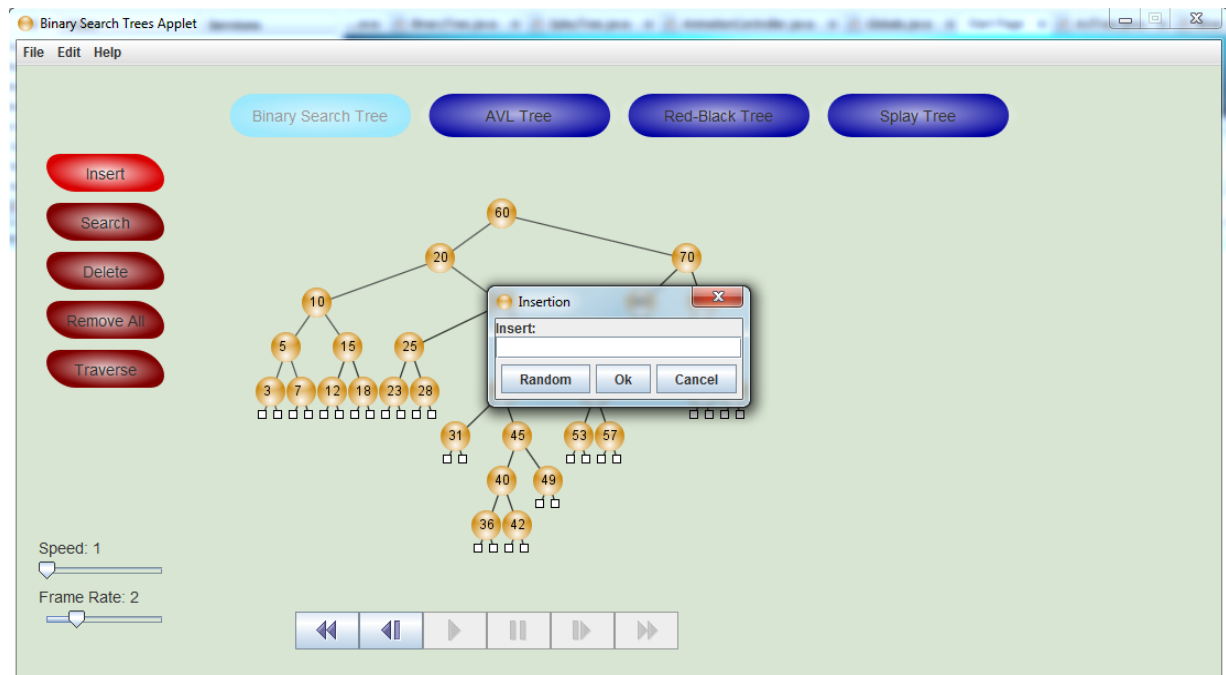 Binary Search Trees Applet
File Edit Help
Binary Search Tree AVL Tree Red-Black Tree Splay Tree
Insert
Search
Delete
Remove All
Traverse
60
20 70
10
5 15 25
3 7 12 18 23 28
31 45 53 57
40 49
36 42
Insertion
Insert:
Random Ok Cancel
Speed: 1
Frame Rate: 2